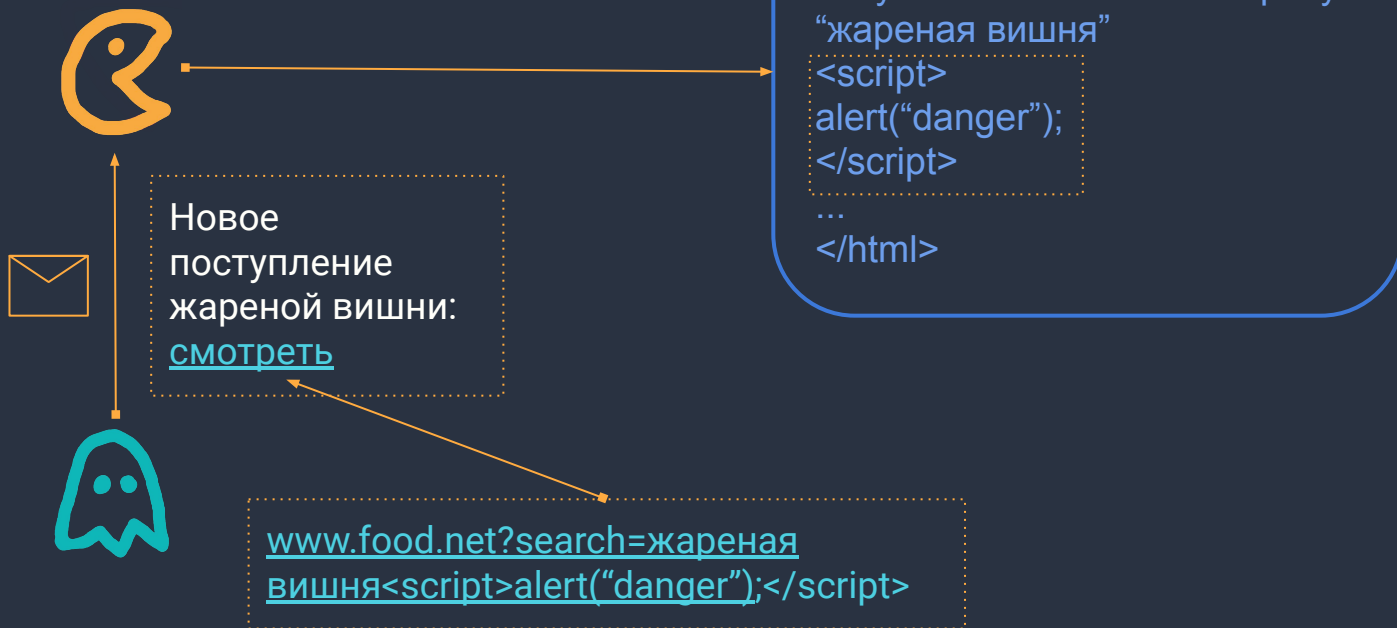 “жареная вишня”
<script>
alert(“danger”);
</script>
...
</html>
Новое
поступление
жареной вишни:
смотреть
www.food.net?search=жареная
вишня<script>alert(“danger”);</script>